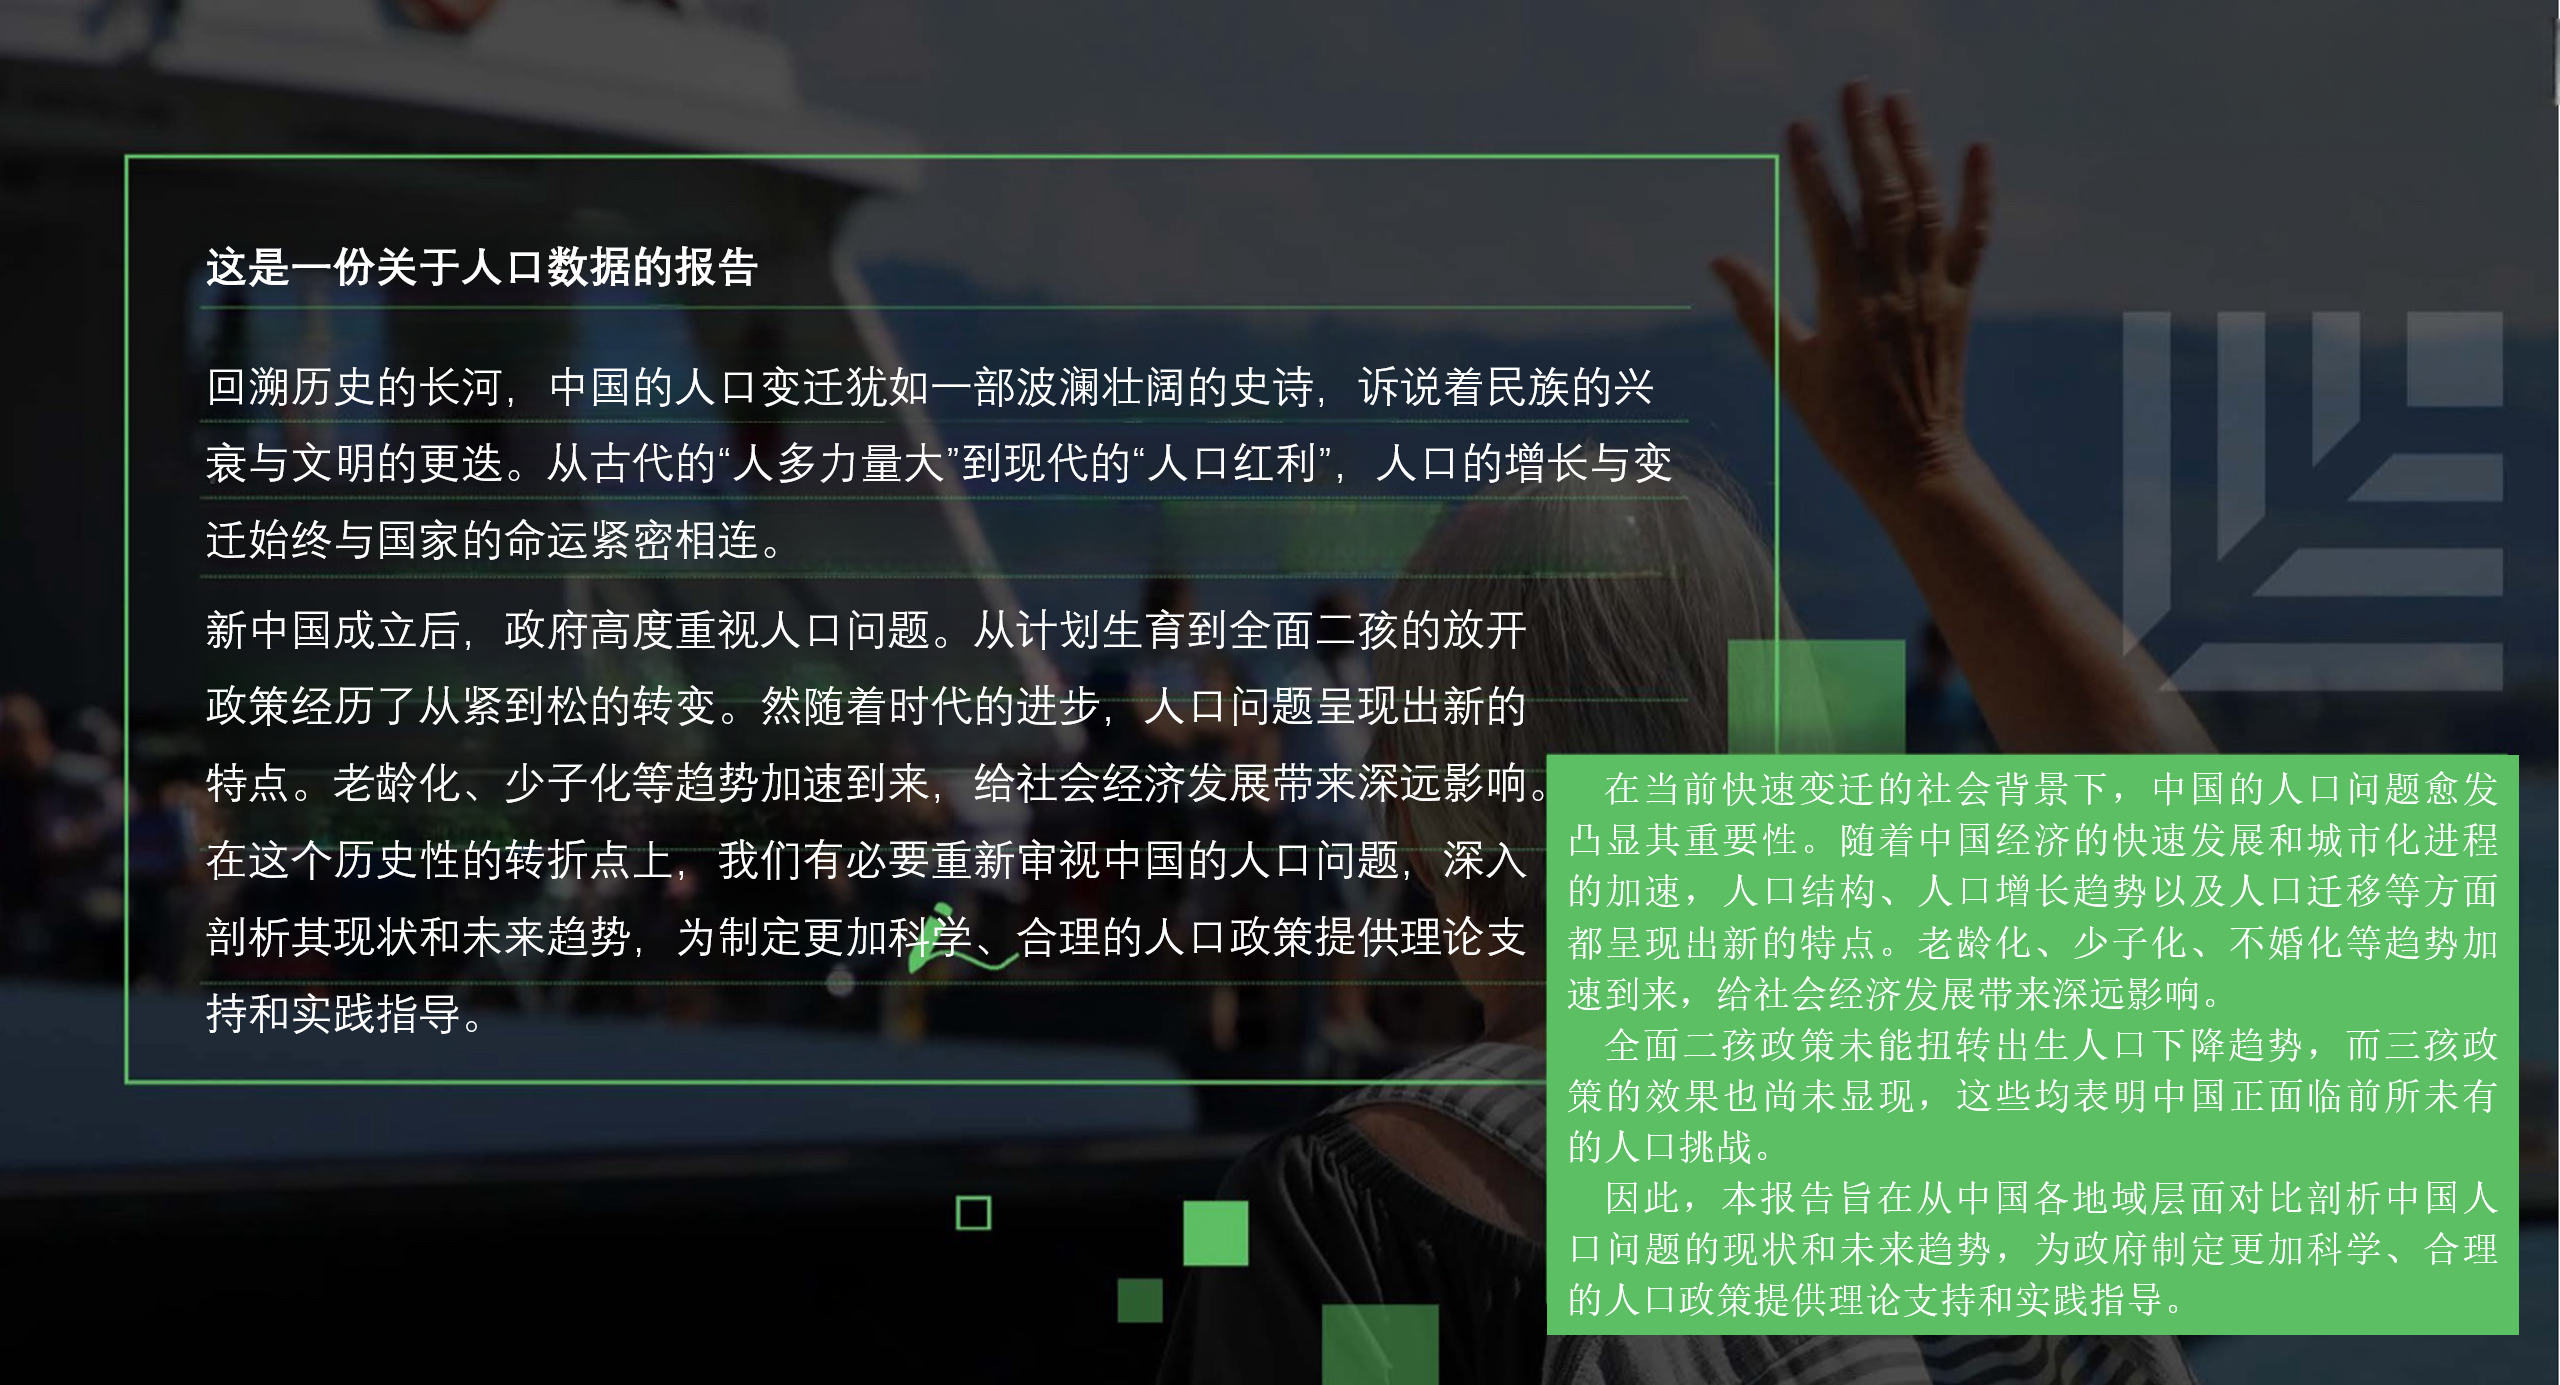 这是一份关于人口数据的报告
回溯历史的长河，中国的人口变迁犹如一部波澜壮阔的史诗，诉说着民族的兴
衰与文明的更迭。从古代的“人多力量大”到现代的“人口红利”，人口的增长与变
迁始终与国家的命运紧密相连。
新中国成立后，政府高度重视人口问题。从计划生育到全面二孩的放开
政策经历了从紧到松的转变。然随着时代的进步，人口问题呈现出新的
特点。老龄化、少子化等趋势加速到来，给社会经济发展带来深远影响。
在这个历史性的转折点上，我们有必要重新审视中国的人口问题，深入
剖析其现状和未来趋势，为制定更加科学、合理的人口政策提供理论支
持和实践指导。
在当前快速变迁的社会背景下，中国的人口问题愈发
凸显其重要性。随着中国经济的快速发展和城市化进程
的加速，人口结构、人口增长趋势以及人口迁移等方面
都呈现出新的特点。老龄化、少子化、不婚化等趋势加
速到来，给社会经济发展带来深远影响。
全面二孩政策未能扭转出生人口下降趋势，而三孩政
策的效果也尚未显现，这些均表明中国正面临前所未有
的人口挑战。
因此，本报告旨在从中国各地域层面对比剖析中国人
口问题的现状和未来趋势，为政府制定更加科学、合理
的人口政策提供理论支持和实践指导。